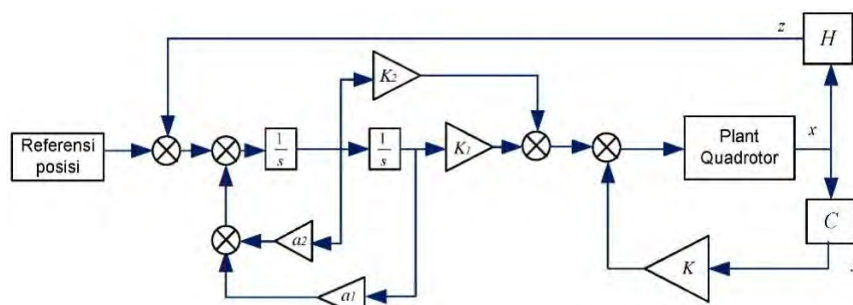 z
H
K2
Referensi
posisi
1
s
1
s
K1
Plant
Quadrotor
x
a2
C
a1
K